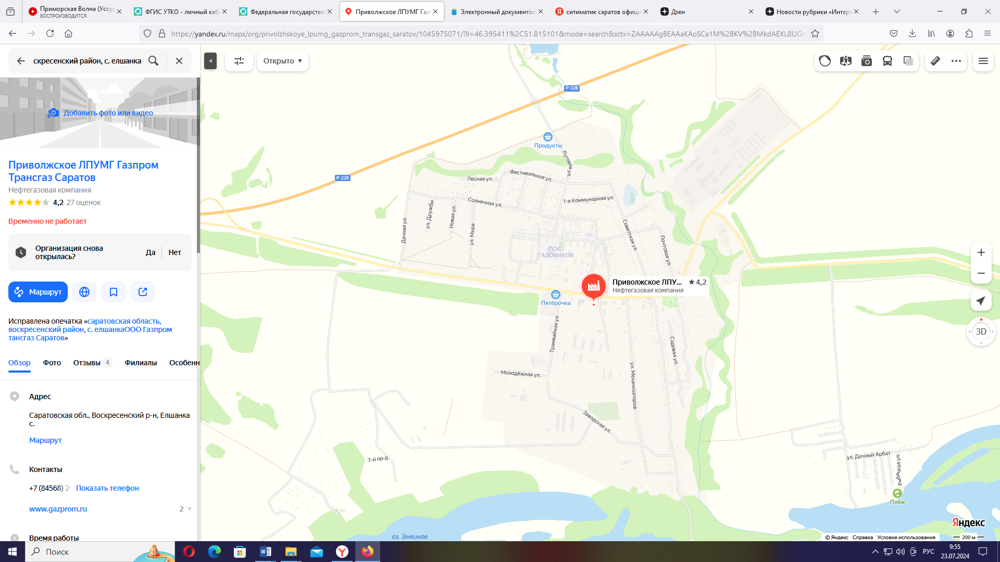 Приморская Волна (Уссур
ВОСПРОИЗВОДИТСЯ
ФГИС УТКО - личный каб
Федеральная государстве
Приволжское ЛПУМГ Газ
Электронный документоо
ситиматик саратов офиц
Дзен
Новости рубрики «Интере
https://yandex.ru/maps/org/privolzhskoye_lpumg_gazprom_transgaz_saratov/1045975071/?ll=46.395411%2C51.815101&mode=search&sctx=ZAAAAAgBEAAaKAoSCa1M%2BKV%2BMkdAEXL8UGn
скресенский район, с. елшанка
Открыто
Добавить фото или видео
Приволжское ЛПУМГ Газпром
Трансгаз Саратов
Нефтегазовая компания
4,2 27 оценок
Временно не работает
Организация снова
открылась?
Да
Нет
Маршрут
Исправлена опечатка «саратовская область,
воскресенский район, с. елшанкаООО Газпром
тансгаз Саратов»
Обзор
Фото
Отзывы 4
Филиалы
Особенн
Адрес
Саратовская обл., Воскресенский р-н, Елшанка
с.
Маршрут
Контакты
+7 (84568) 2-
Показать телефон
www.gazprom.ru
2
Время работы
Р-228
Р-228
Продукты
Луговая ул.
Фестивальная ул.
Лесная ул.
1-я Коммунарная ул.
Солнечная ул.
ул. Дружбы
Новая ул.
Дачная ул.
ул. Мира
Советская ул.
Почтовая ул.
ПОС.
ГАЗОВИКОВ
Приволжское ЛПУ...
4,2
Нефтегазовая компания
Пятёрочка
Трамвайная ул.
Садовая ул.
ул. Механизаторов
Молодёжная ул.
Заводская ул.
7-й пр-д
ул. Дачный Арбат
Рыбацкая ул.
Пляж
оз. Змеиное
3D
Яндекс
© Яндекс Справка Условия использования
200 м
Поиск
РУС
9:55
23.07.2024